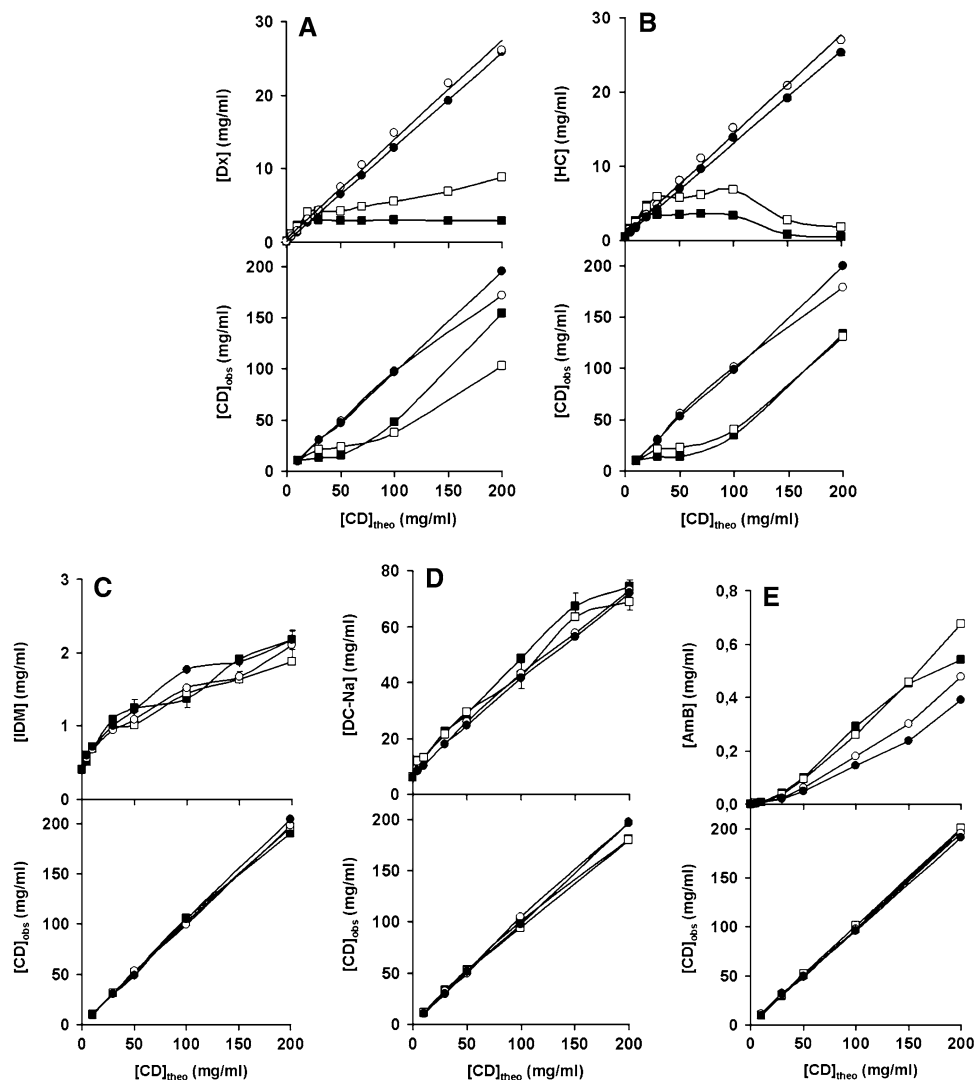 A
B
30
20
10
0
[Dx] (mg/ml)
30
20
10
0
[HC] (mg/ml)
200
150
100
50
0
[CD]obs (mg/ml)
200
150
100
50
0
[CD]obs (mg/ml)
0 50 100 150 200
[CD]theo (mg/ml)
0 50 100 150 200
[CD]theo (mg/ml)
C
D
E
3
2
1
0
[IDM] (mg/ml)
80
60
40
20
0
[DC-Na] (mg/ml)
0,8
0,6
0,4
0,2
0,0
[AmB] (mg/ml)
200
150
100
50
0
[CD]obs (mg/ml)
200
150
100
50
0
[CD]obs (mg/ml)
200
150
100
50
0
[CD]obs (mg/ml)
0 50 100 150 200
[CD]theo (mg/ml)
0 50 100 150 200
[CD]theo (mg/ml)
0 50 100 150 200
[CD]theo (mg/ml)